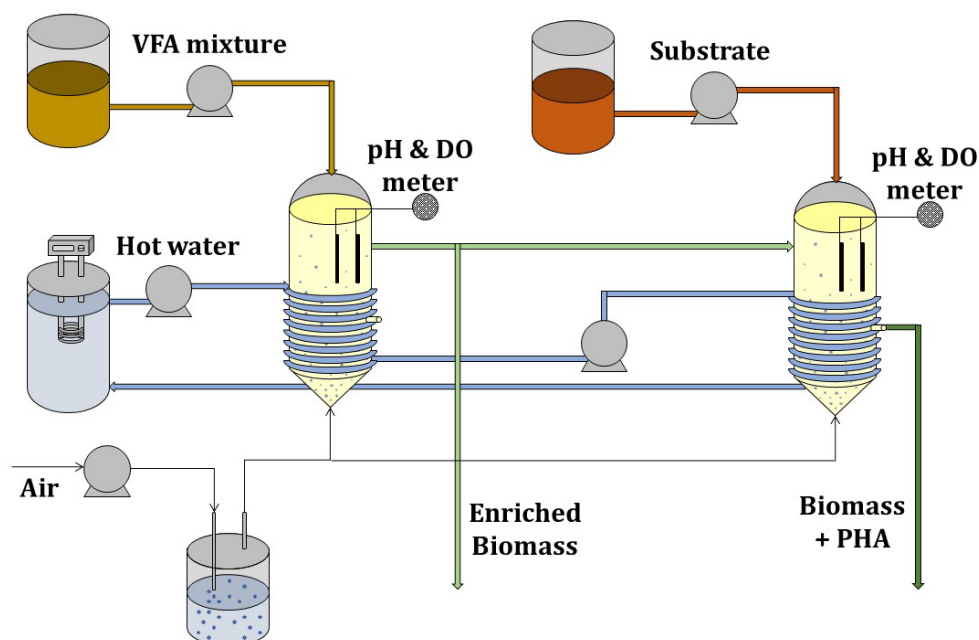 VFA mixture
Substrate
pH & DO
meter
pH & DO
meter
Hot water
Air
Enriched
Biomass
Biomass
+ PHA